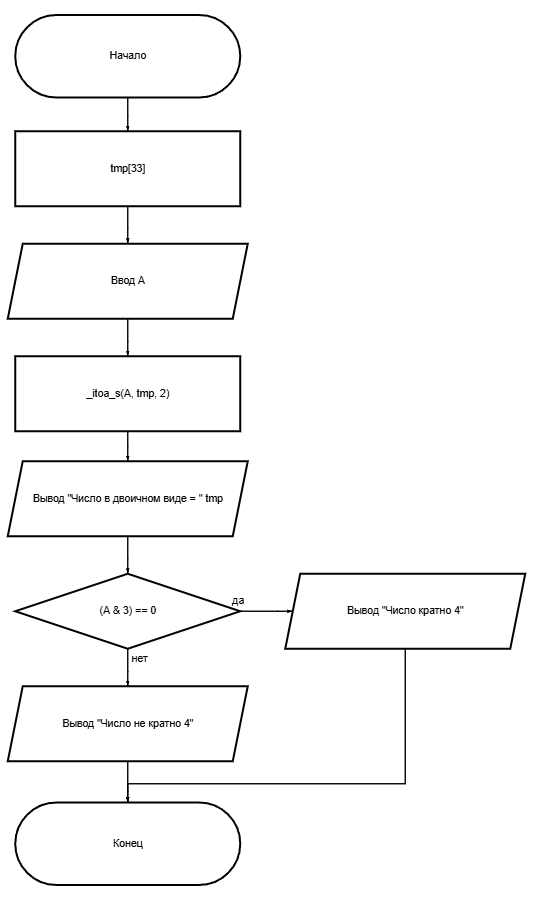 Начало
tmp[33]
Ввод A
_itoa_s(A, tmp, 2)
Вывод "Число в двоичном виде = " tmp
(A & 3) == 0
да
Вывод "Число кратно 4"
нет
Вывод "Число не кратно 4"
Конец